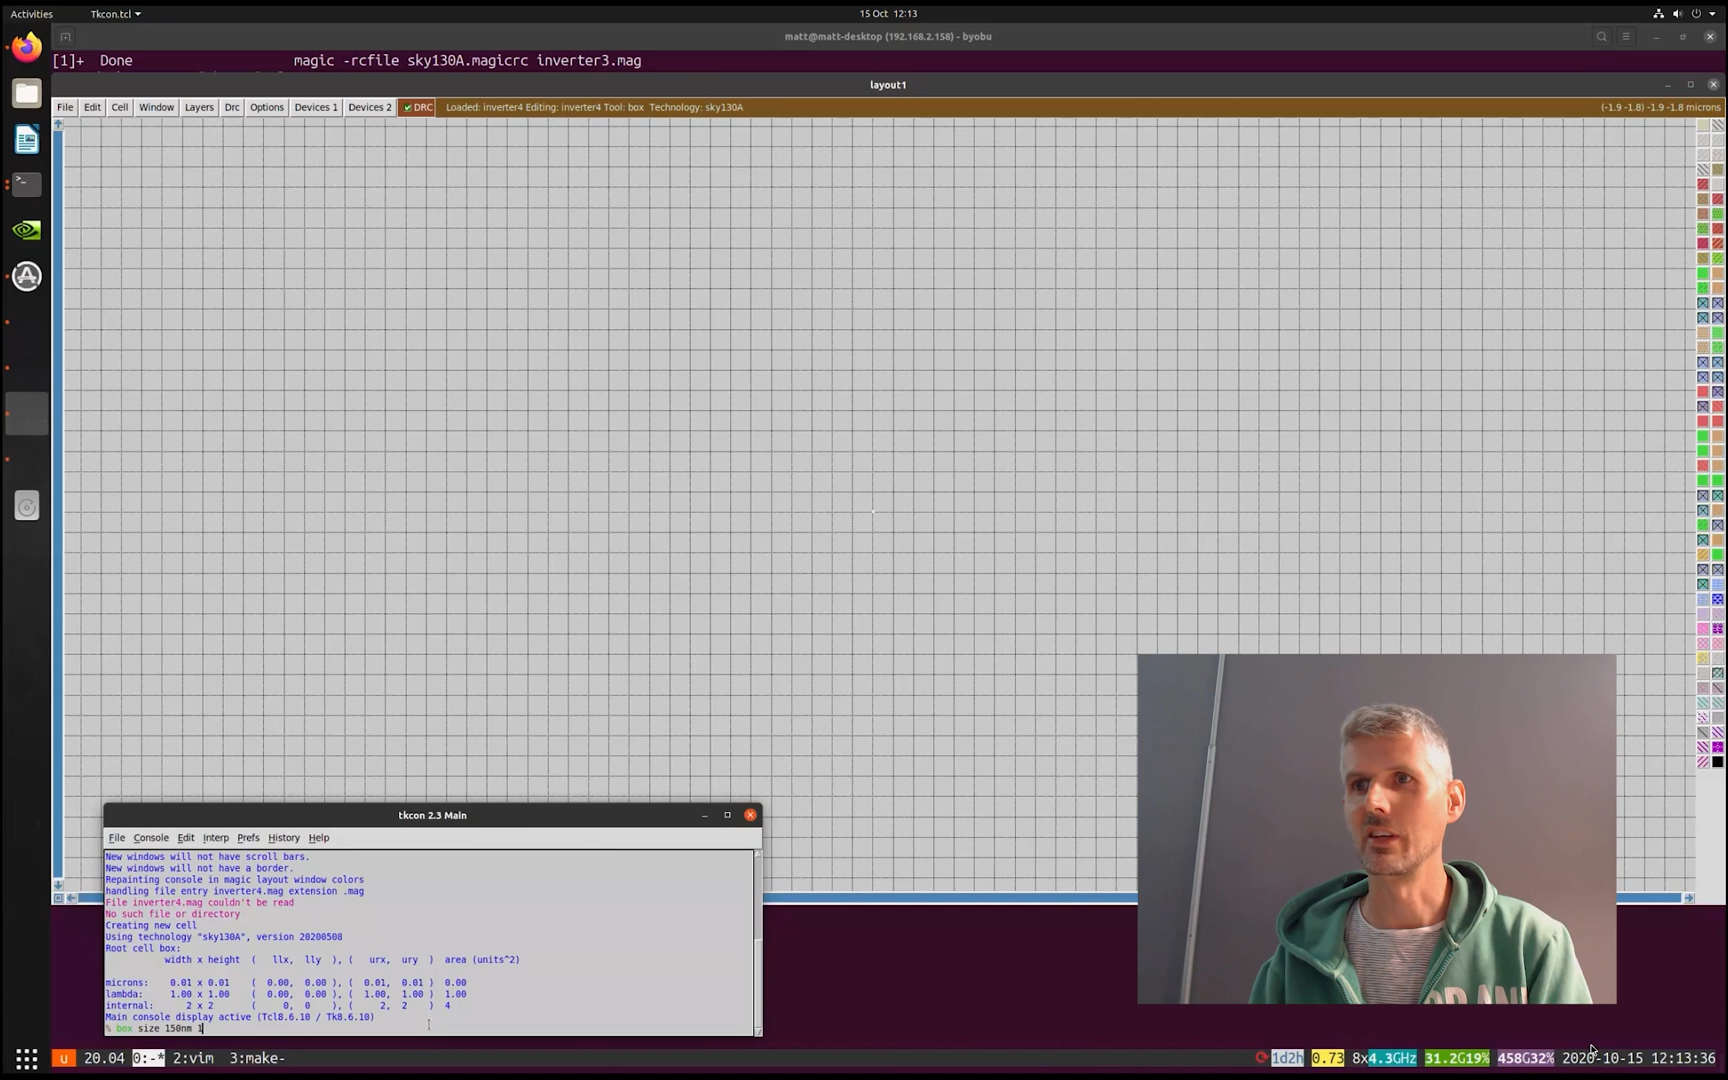 Activities
Tkcon.tcl
15 Oct 12:13
matt@matt-desktop (192.168.2.158) - byobu
[1]+ Done magic -rcfile sky130A.magicrc inverter3.mag
layout1
File Edit Cell Window Layers Drc Options Devices 1 Devices 2 DRC Loaded: inverter4 Editing: inverter4 Tool: box Technology: sky130A (-1.9 -1.8) -1.9 -1.8 microns
tkcon 2.3 Main
File Console Edit Interp Prefs History Help
New windows will not have scroll bars.
New windows will not have a border.
Repainting console in magic layout window colors
handling file entry inverter4.mag extension .mag
File inverter4.mag couldn't be read
No such file or directory
Creating new cell
Using technology "sky130A", version 20200508
Root cell box:
width x height ( llx, lly ), ( urx, ury ) area (units^2)
microns: 0.01 x 0.01 ( 0.00, 0.00 ), ( 0.01, 0.01 ) 0.00
lambda: 1.00 x 1.00 ( 0.00, 0.00 ), ( 1.00, 1.00 ) 1.00
internal: 2 x 2 ( 0, 0 ), ( 2, 2 ) 4
Main console display active (Tcl8.6.10 / Tk8.6.10)
% box size 150nm 1
u 20.04 0:-* 2:vim 3:make- 1d2h 0.73 8x4.3GHz 31.2G19% 458G32% 2020-10-15 12:13:36